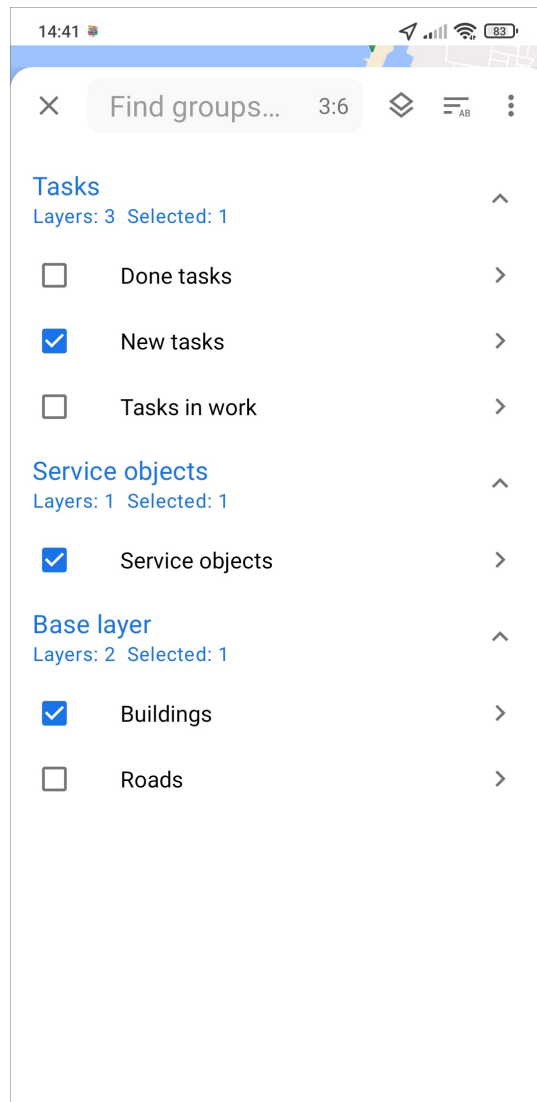 14:41
83
Find groups... 3:6
AB
Tasks
Layers: 3 Selected: 1
Done tasks
New tasks
Tasks in work
Service objects
Layers: 1 Selected: 1
Service objects
Base layer
Layers: 2 Selected: 1
Buildings
Roads